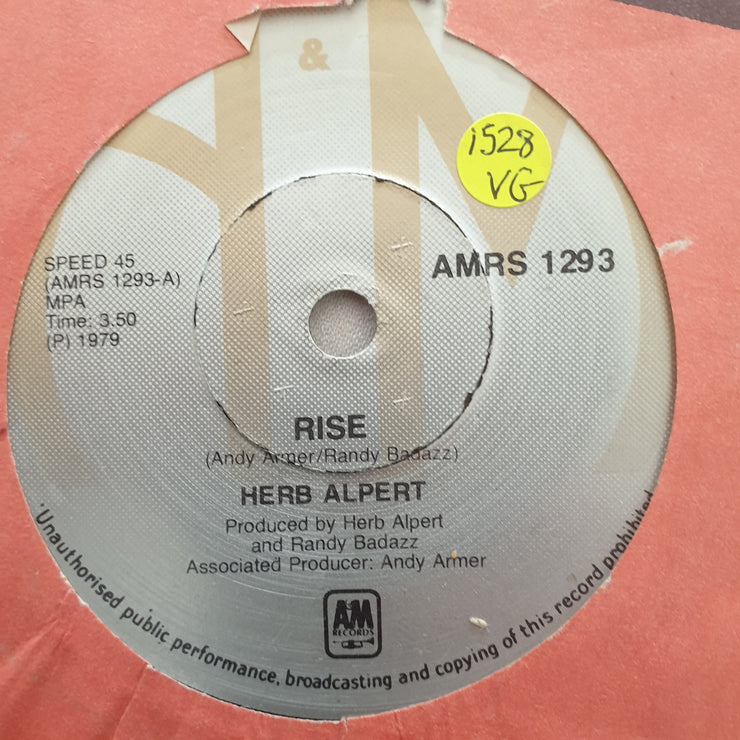 &
M
i528
VG
SPEED 45
(AMRS 1293-A)
MPA
Time: 3.50
(P) 1979
AMRS 1293
RISE
(Andy Armer/Randy Badazz)
HERB ALPERT
Produced by Herb Alpert
and Randy Badazz
Associated Producer: Andy Armer
A&M
RECORDS
Unauthorised public performance, broadcasting and copying of this record prohibited